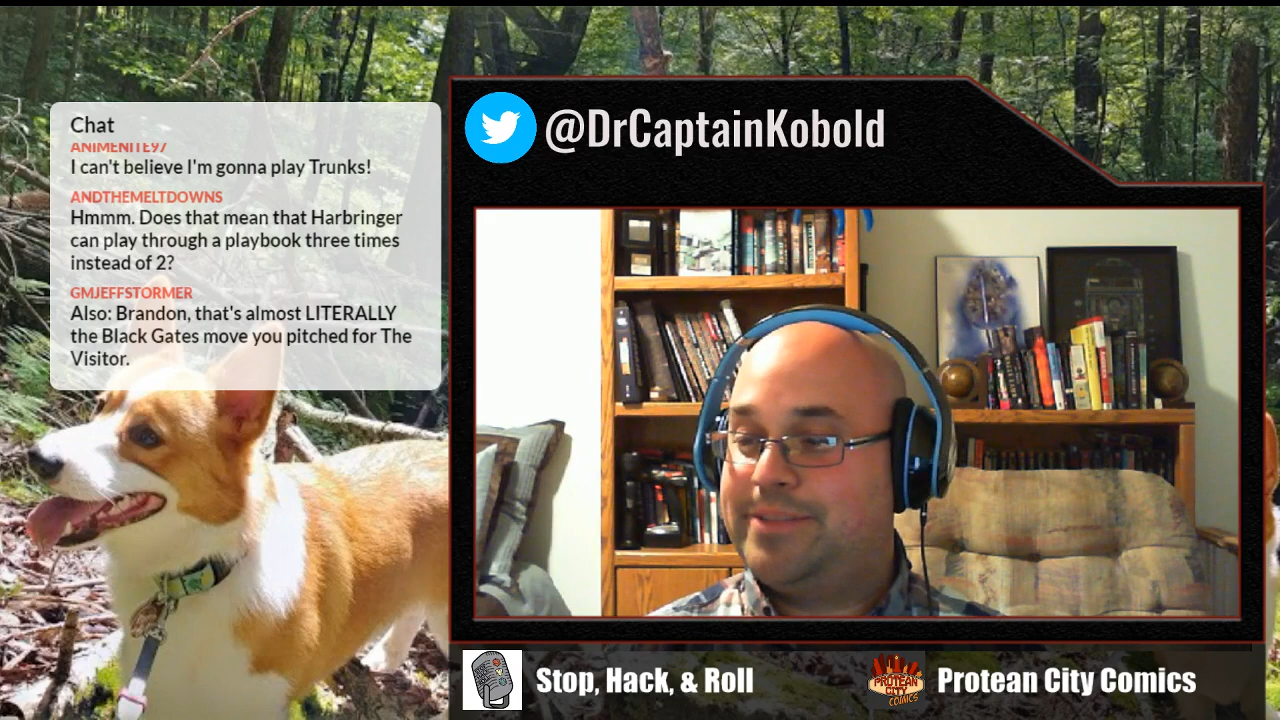 Chat
ANIMENITE97
I can't believe I'm gonna play Trunks!
ANDTHEMELTDOWNS
Hmmm. Does that mean that Harbringer
can play through a playbook three times
instead of 2?
GMJEFFSTORMER
Also: Brandon, that's almost LITERALLY
the Black Gates move you pitched for The
Visitor.
@DrCaptainKobold
Stop, Hack, & Roll
PROTEAN
CITY
COMICS
Protean City Comics